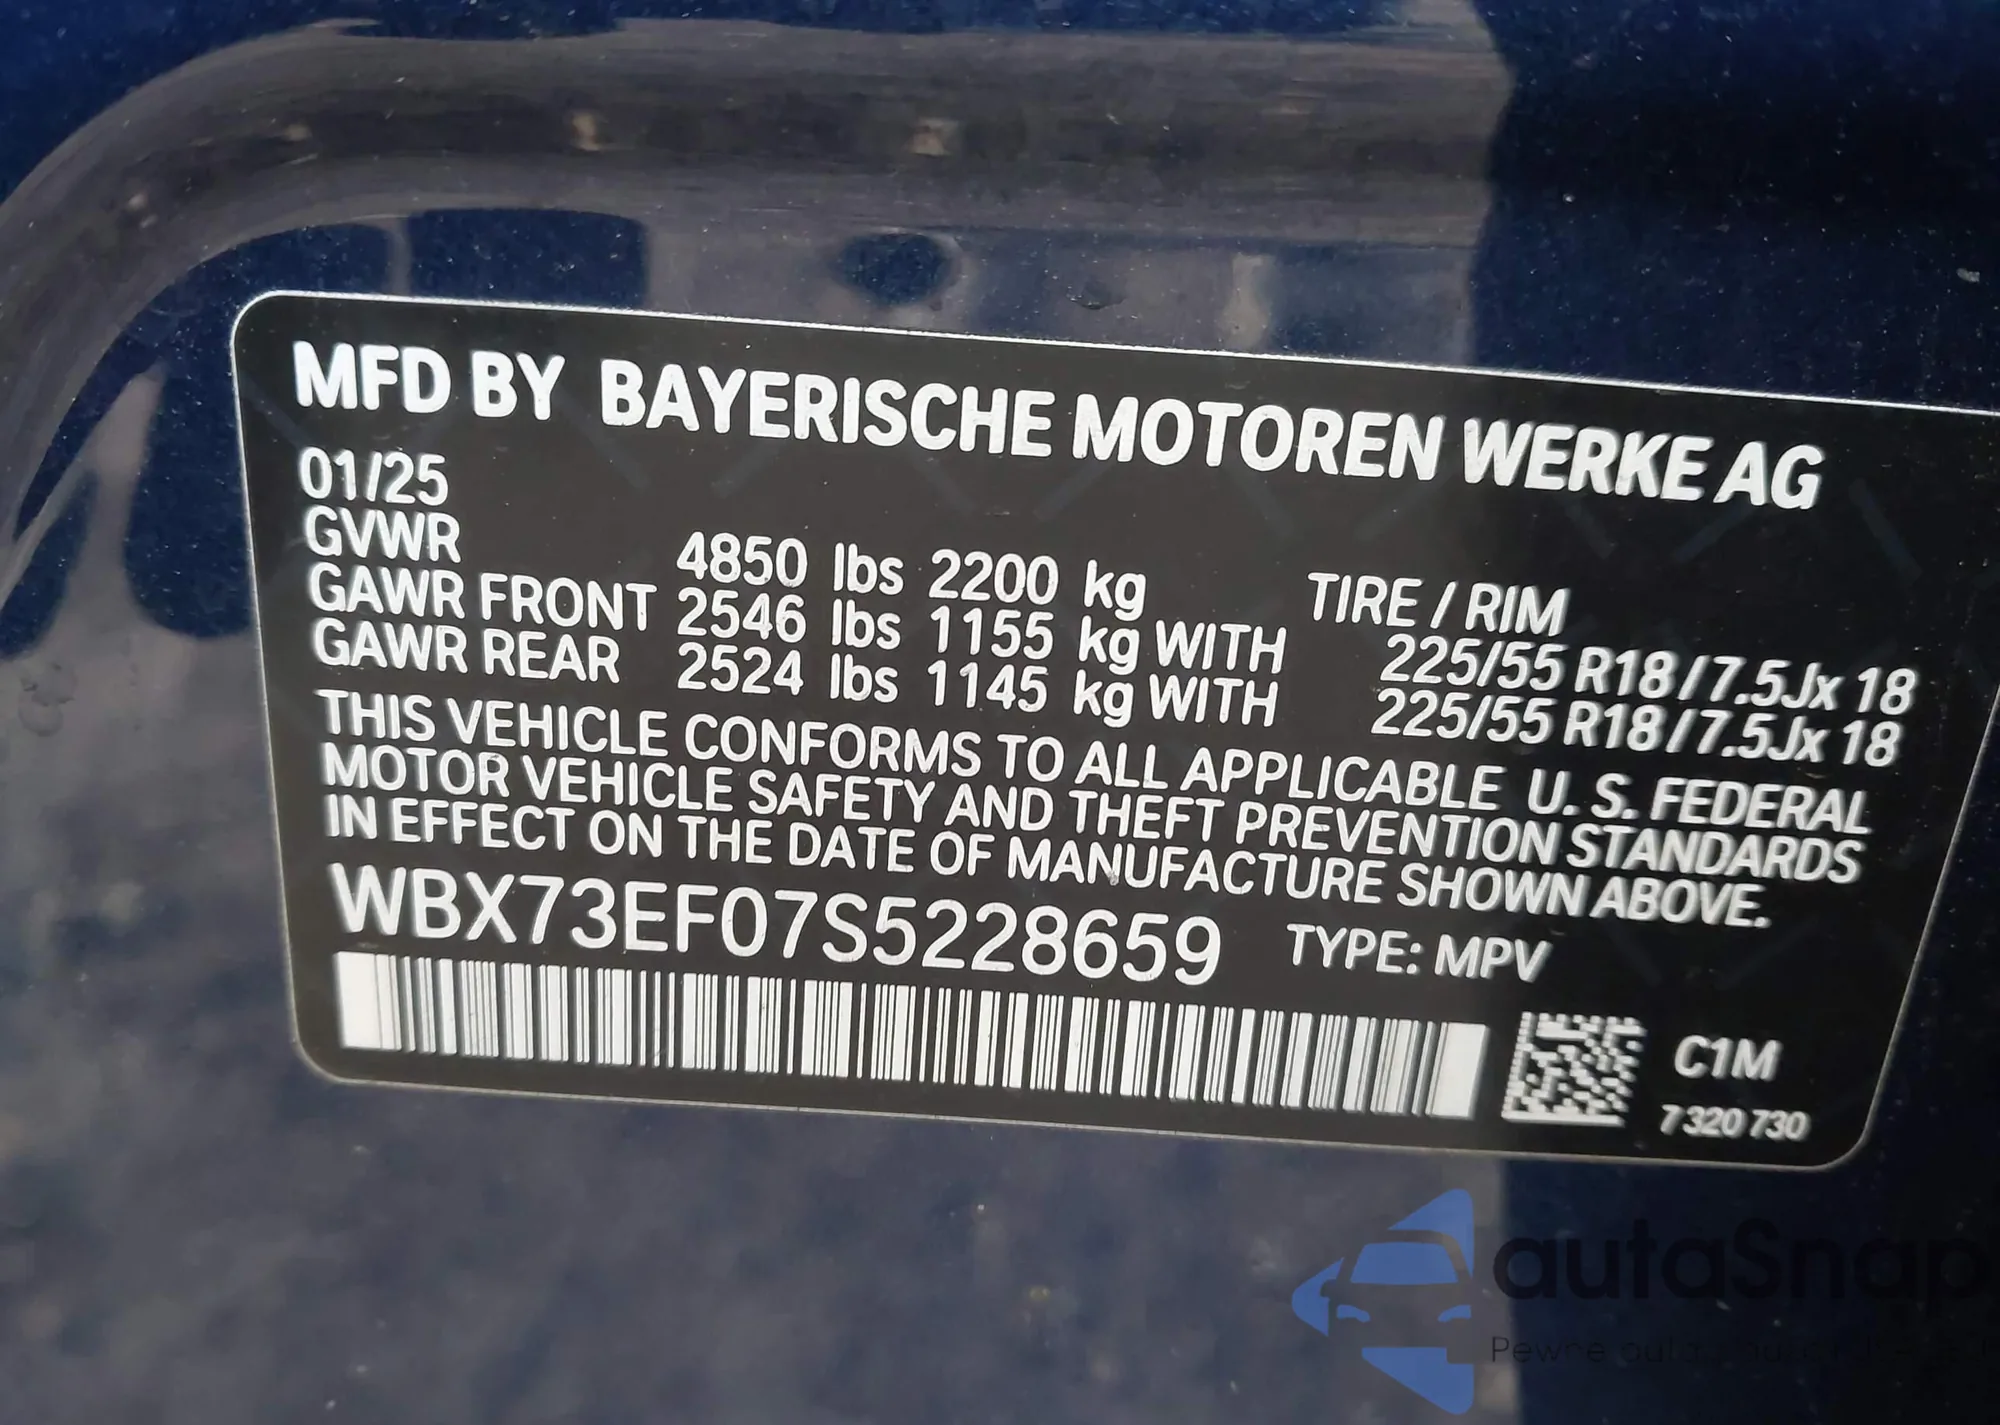 MFD BY BAYERISCHE MOTOREN WERKE AG
01/25
GVWR 4850 lbs 2200 kg TIRE / RIM
GAWR FRONT 2546 lbs 1155 kg WITH 225/55 R18/7.5Jx 18
GAWR REAR 2524 lbs 1145 kg WITH 225/55 R18/7.5Jx 18
THIS VEHICLE CONFORMS TO ALL APPLICABLE U. S. FEDERAL
MOTOR VEHICLE SAFETY AND THEFT PREVENTION STANDARDS
IN EFFECT ON THE DATE OF MANUFACTURE SHOWN ABOVE.
WBX73EF07S5228659 TYPE: MPV
C1M
7 320 730
autaSnap
Pewne auta